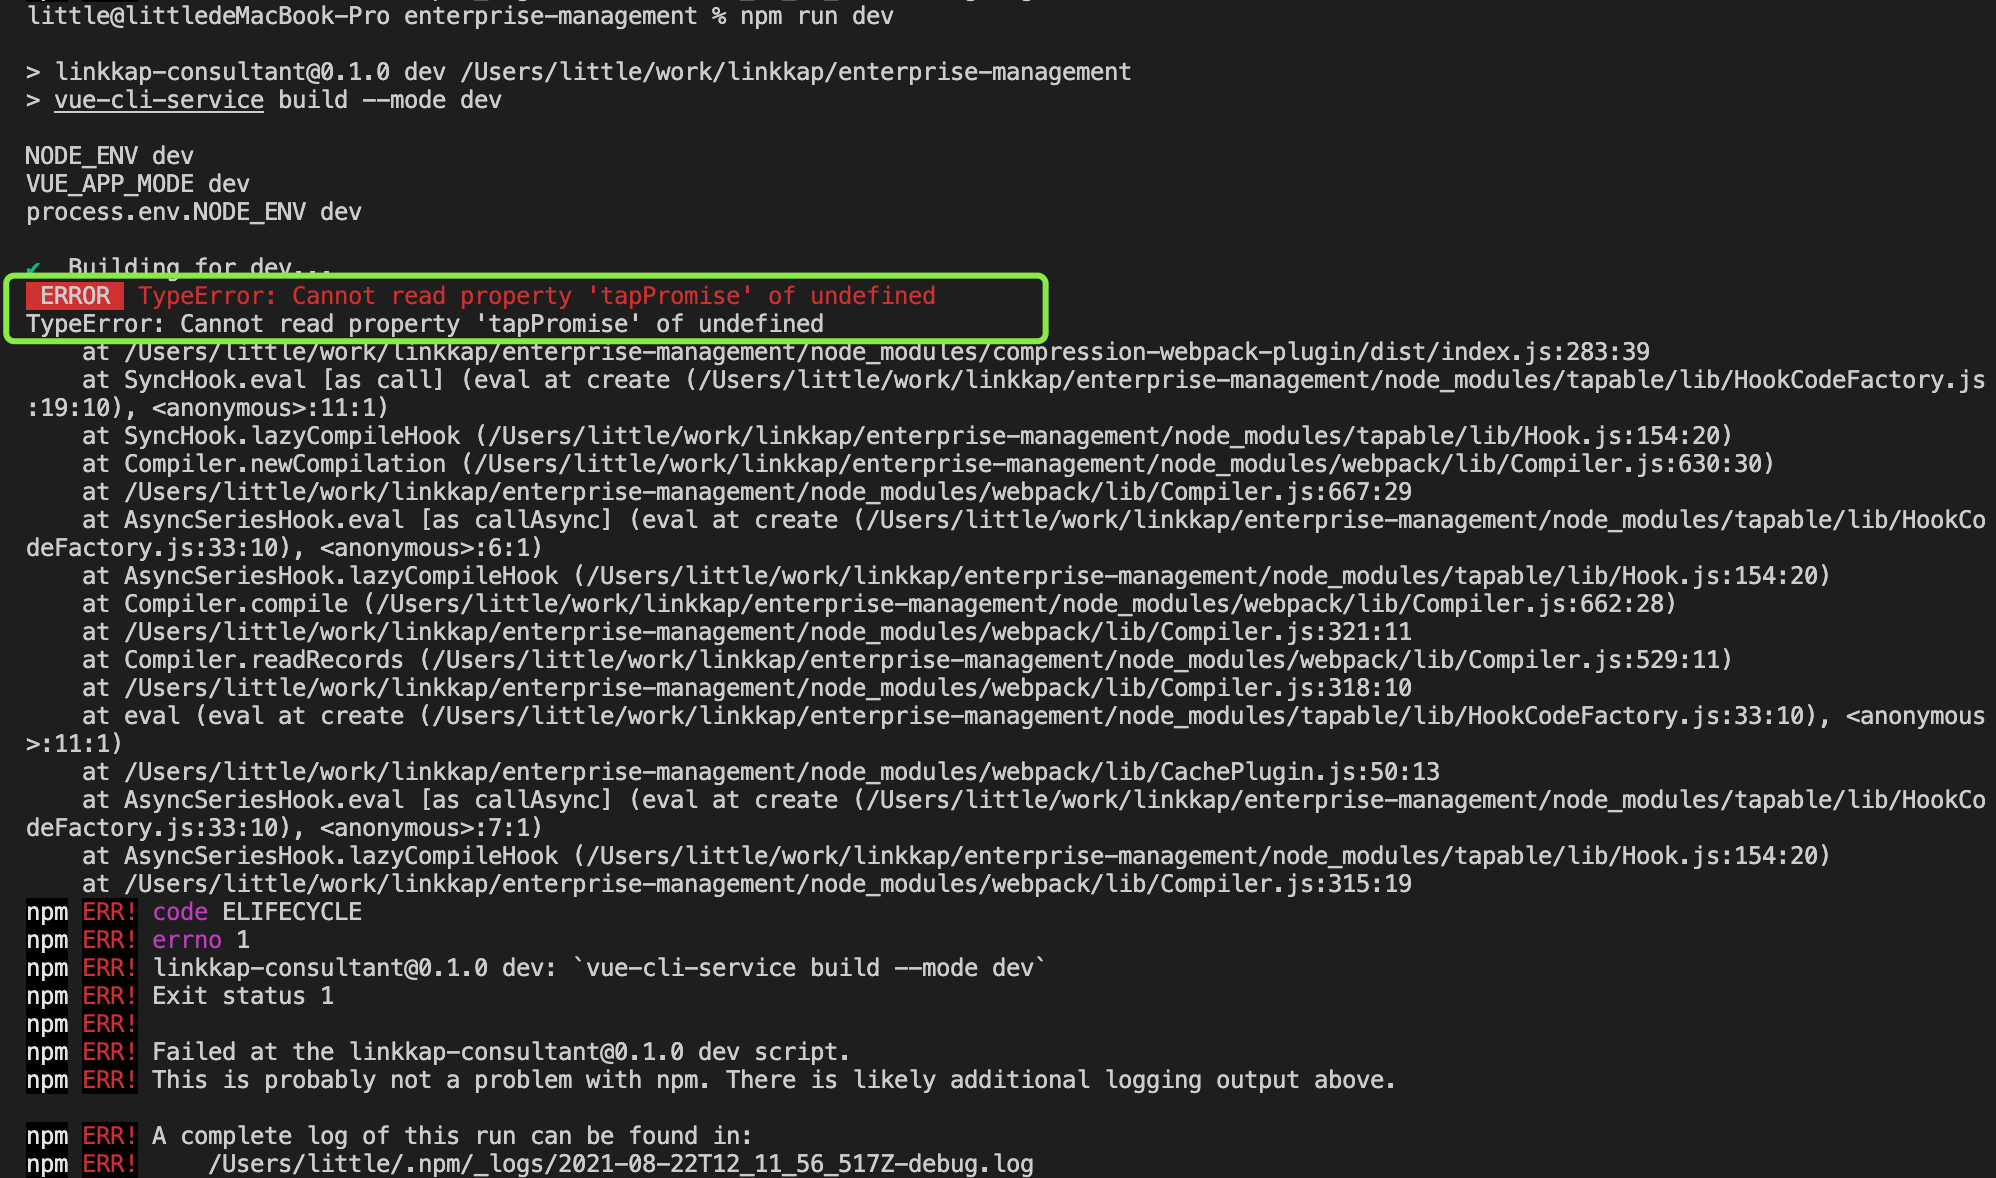 little@littledeMacBook-Pro enterprise-management % npm run dev
> linkkap-consultant@0.1.0 dev /Users/little/work/linkkap/enterprise-management
> vue-cli-service build --mode dev
NODE_ENV dev
VUE_APP_MODE dev
process.env.NODE_ENV dev
✔ Building for dev...
ERROR TypeError: Cannot read property 'tapPromise' of undefined
TypeError: Cannot read property 'tapPromise' of undefined
at /Users/little/work/linkkap/enterprise-management/node_modules/compression-webpack-plugin/dist/index.js:283:39
at SyncHook.eval [as call] (eval at create (/Users/little/work/linkkap/enterprise-management/node_modules/tapable/lib/HookCodeFactory.js
:19:10), <anonymous>:11:1)
at SyncHook.lazyCompileHook (/Users/little/work/linkkap/enterprise-management/node_modules/tapable/lib/Hook.js:154:20)
at Compiler.newCompilation (/Users/little/work/linkkap/enterprise-management/node_modules/webpack/lib/Compiler.js:630:30)
at /Users/little/work/linkkap/enterprise-management/node_modules/webpack/lib/Compiler.js:667:29
at AsyncSeriesHook.eval [as callAsync] (eval at create (/Users/little/work/linkkap/enterprise-management/node_modules/tapable/lib/HookCo
deFactory.js:33:10), <anonymous>:6:1)
at AsyncSeriesHook.lazyCompileHook (/Users/little/work/linkkap/enterprise-management/node_modules/tapable/lib/Hook.js:154:20)
at Compiler.compile (/Users/little/work/linkkap/enterprise-management/node_modules/webpack/lib/Compiler.js:662:28)
at /Users/little/work/linkkap/enterprise-management/node_modules/webpack/lib/Compiler.js:321:11
at Compiler.readRecords (/Users/little/work/linkkap/enterprise-management/node_modules/webpack/lib/Compiler.js:529:11)
at /Users/little/work/linkkap/enterprise-management/node_modules/webpack/lib/Compiler.js:318:10
at eval (eval at create (/Users/little/work/linkkap/enterprise-management/node_modules/tapable/lib/HookCodeFactory.js:33:10), <anonymous
>:11:1)
at /Users/little/work/linkkap/enterprise-management/node_modules/webpack/lib/CachePlugin.js:50:13
at AsyncSeriesHook.eval [as callAsync] (eval at create (/Users/little/work/linkkap/enterprise-management/node_modules/tapable/lib/HookCo
deFactory.js:33:10), <anonymous>:7:1)
at AsyncSeriesHook.lazyCompileHook (/Users/little/work/linkkap/enterprise-management/node_modules/tapable/lib/Hook.js:154:20)
at /Users/little/work/linkkap/enterprise-management/node_modules/webpack/lib/Compiler.js:315:19
npm ERR! code ELIFECYCLE
npm ERR! errno 1
npm ERR! linkkap-consultant@0.1.0 dev: `vue-cli-service build --mode dev`
npm ERR! Exit status 1
npm ERR!
npm ERR! Failed at the linkkap-consultant@0.1.0 dev script.
npm ERR! This is probably not a problem with npm. There is likely additional logging output above.
npm ERR! A complete log of this run can be found in:
npm ERR! /Users/little/.npm/_logs/2021-08-22T12_11_56_517Z-debug.log